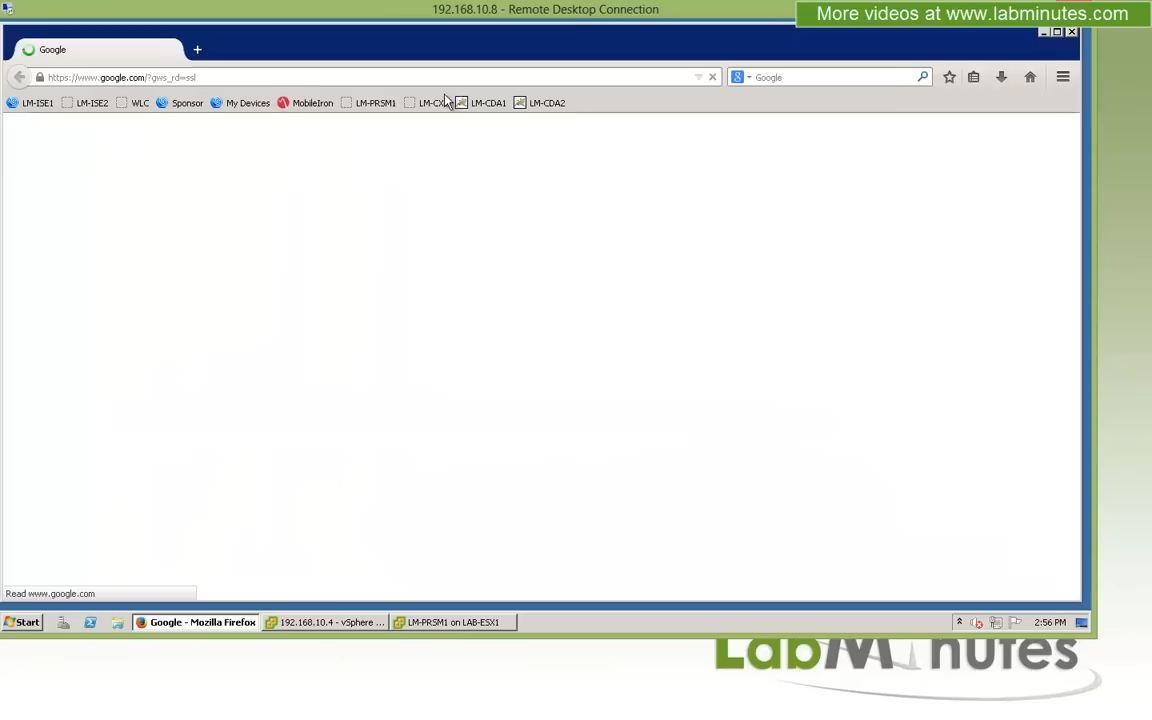 192.168.10.8 - Remote Desktop Connection
More videos at www.labminutes.com
Google
https://www.google.com/?gws_rd=ssl
Google
LM-ISE1 LM-ISE2 WLC Sponsor My Devices MobileIron LM-PRSM1 LM-CX LM-CDA1 LM-CDA2
Read www.google.com
Start Google - Mozilla Firefox 192.168.10.4 - vSphere ... LM-PRSM1 on LAB-ESX1 2:56 PM
LabMinutes